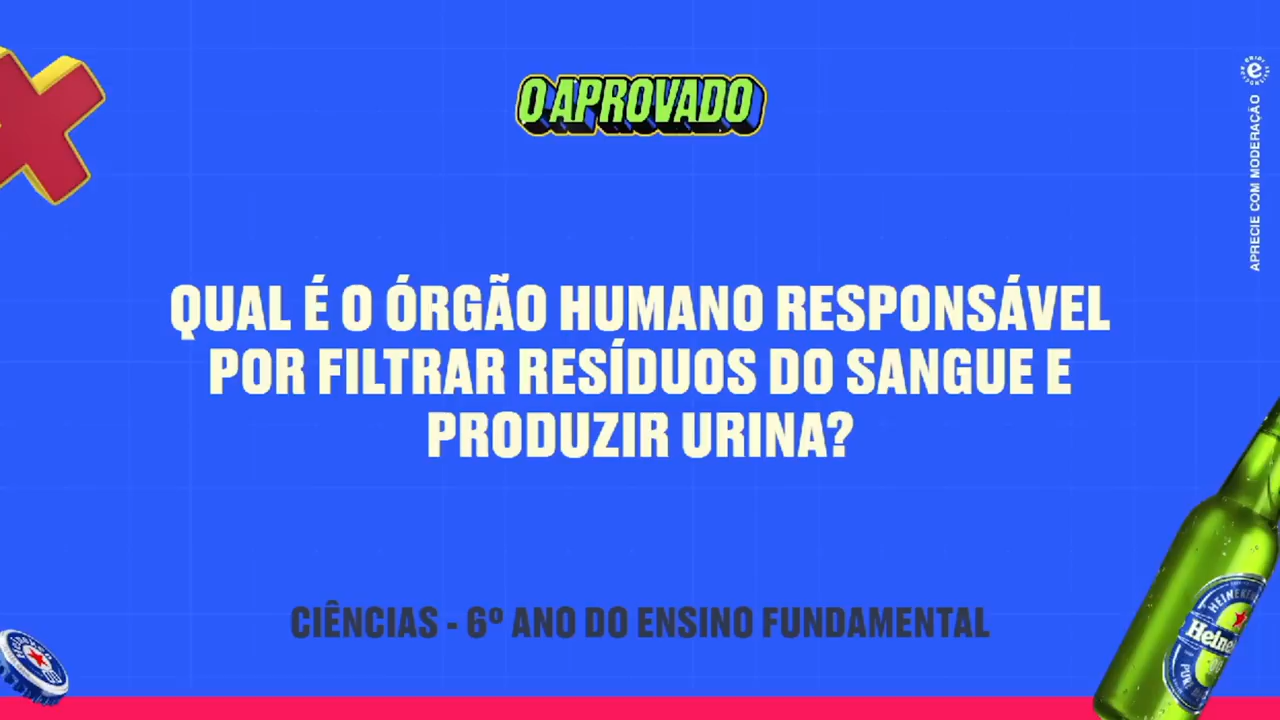 O APROVADO
APRECIE COM MODERAÇÃO
QUAL É O ÓRGÃO HUMANO RESPONSÁVEL
POR FILTRAR RESÍDUOS DO SANGUE E
PRODUZIR URINA?
CIÊNCIAS - 6º ANO DO ENSINO FUNDAMENTAL
HEINEKEN